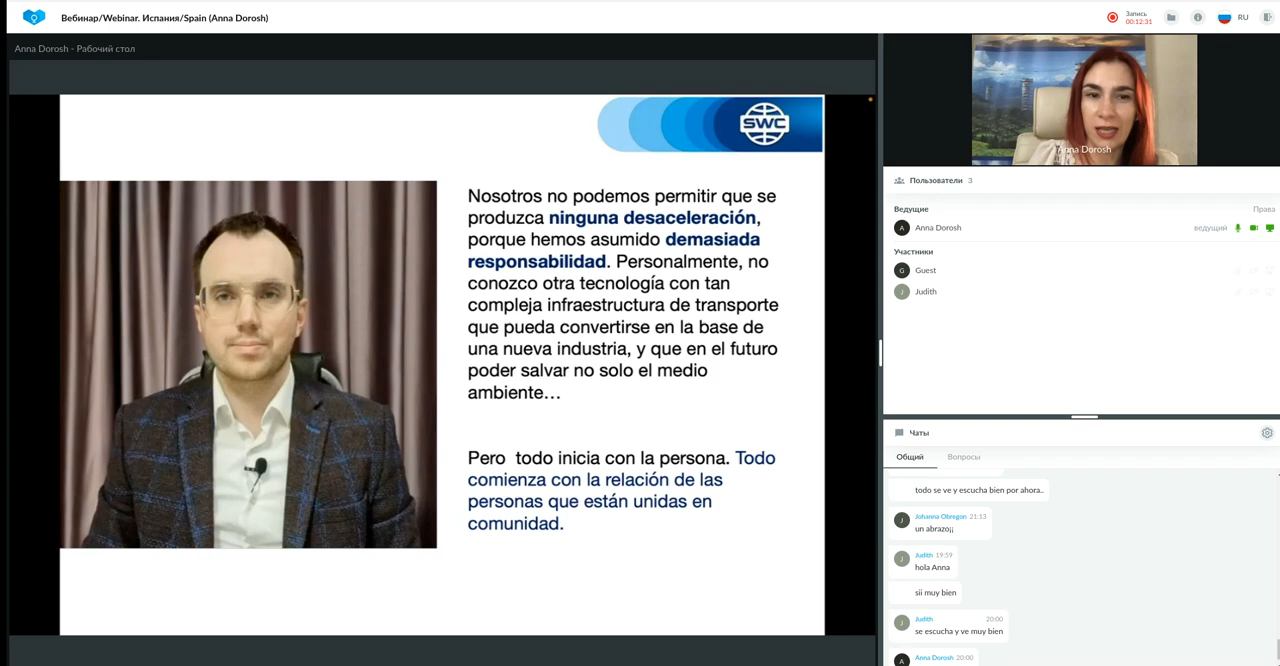 Вебинар/Webinar. Испания/Spain (Anna Dorosh)
Запись
00:12:31
RU
Anna Dorosh - Рабочий стол
SWC
Nosotros no podemos permitir que se
produzca ninguna desaceleración,
porque hemos asumido demasiada
responsabilidad. Personalmente, no
conozco otra tecnología con tan
compleja infraestructura de transporte
que pueda convertirse en la base de
una nueva industria, y que en el futuro
poder salvar no solo el medio
ambiente…
Pero  todo inicia con la persona. Todo
comienza con la relación de las
personas que están unidas en
comunidad.
Anna Dorosh
Пользователи 3
Ведущие Права
A Anna Dorosh ведущий
Участники
G Guest
J Judith
Чаты
Общий Вопросы
todo se ve y escucha bien por ahora..
J Johanna Obregon 21:13
un abrazo¡¡
J Judith 19:59
hola Anna
sii muy bien
J Judith 20:00
se escucha y ve muy bien
A Anna Dorosh 20:00